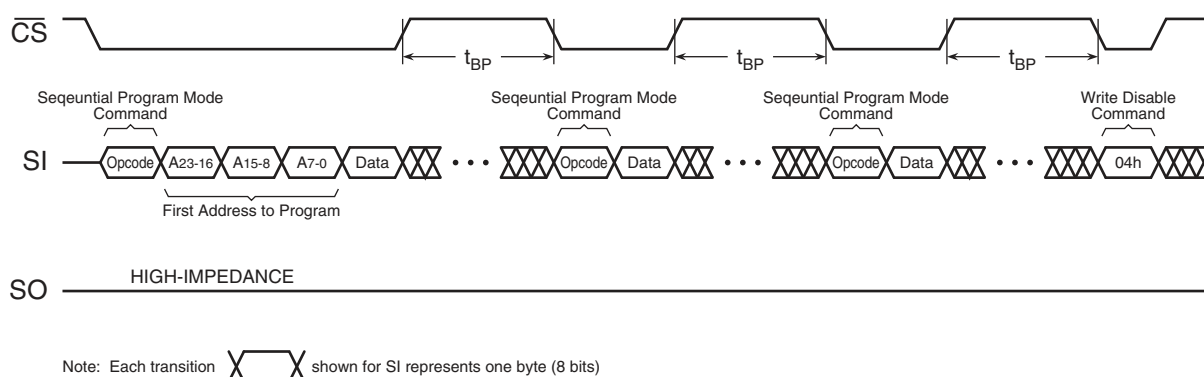 CS
tBP tBP tBP
Seqeuntial Program Mode
Command
Seqeuntial Program Mode
Command
Seqeuntial Program Mode
Command
Write Disable
Command
SI Opcode A23-16 A15-8 A7-0 Data • • • Opcode Data • • • Opcode Data • • • 04h
First Address to Program
HIGH-IMPEDANCE
SO
Note: Each transition shown for SI represents one byte (8 bits)